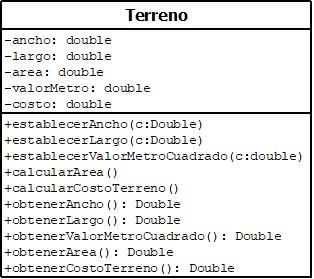 Terreno
-ancho: double
-largo: double
-area: double
-valorMetro: double
-costo: double
+establecerAncho(c:Double)
+establecerLargo(c:Double)
+establecerValorMetroCuadrado(c:double)
+calcularArea()
+calcularCostoTerreno()
+obtenerAncho(): Double
+obtenerLargo(): Double
+obtenerValorMetroCuadrado(): Double
+obtenerArea(): Double
+obtenerCostoTerreno(): Double